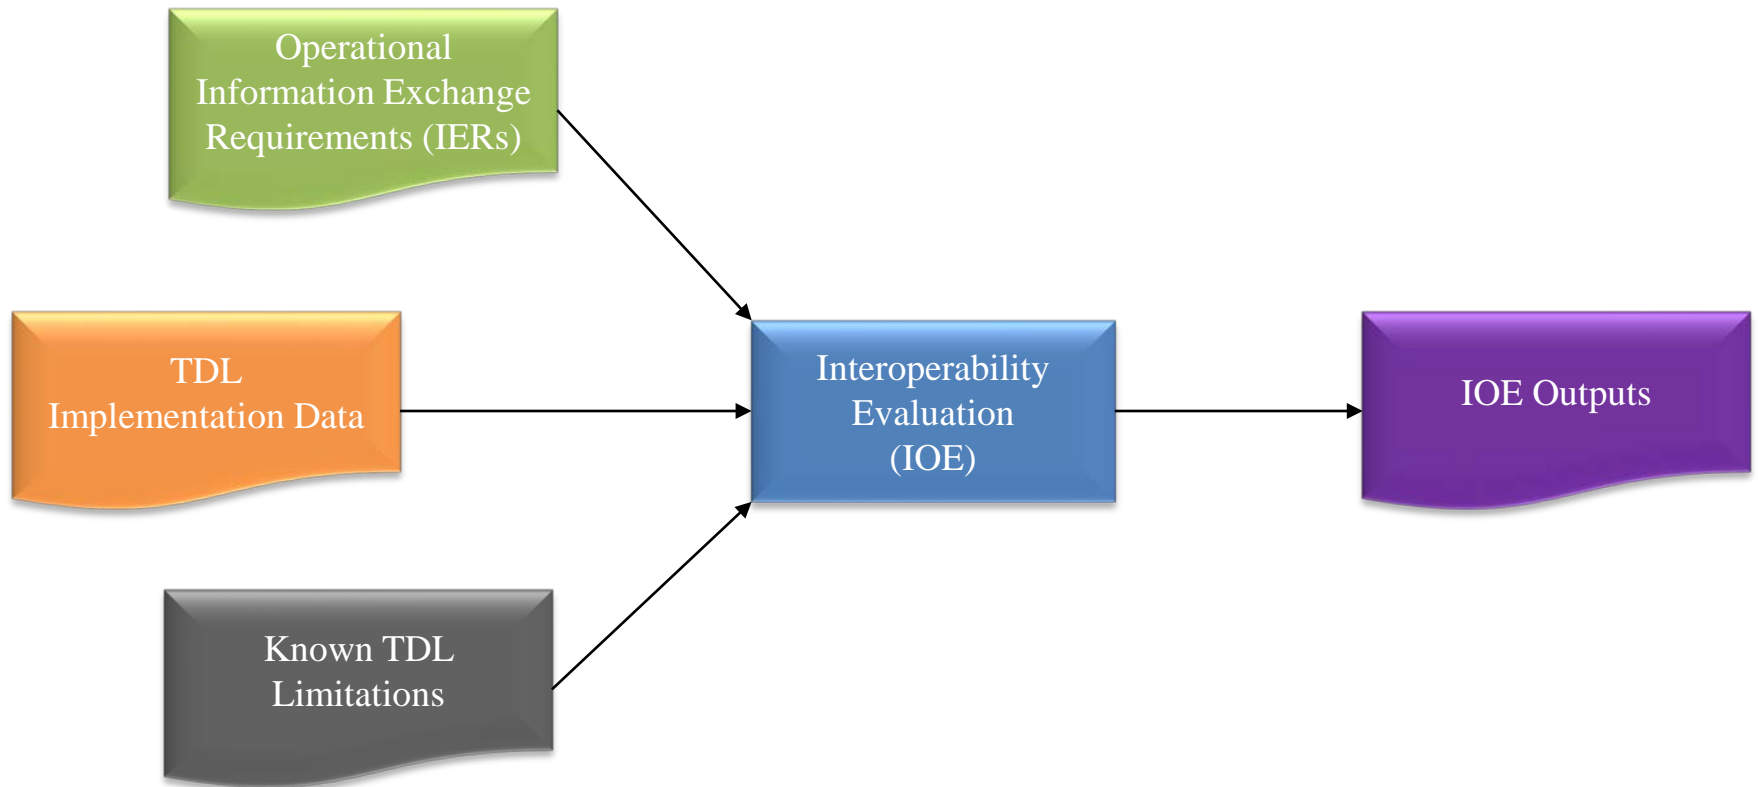 Operational
Information Exchange
Requirements (IERs)
TDL
Implementation Data
Known TDL
Limitations
Interoperability
Evaluation
(IOE)
IOE Outputs